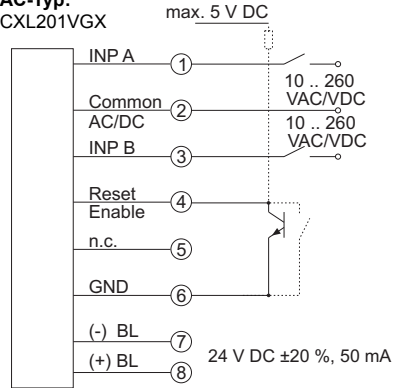 AC-Typ:
CXL201VGX
max. 5 V DC
INP A
1
10 .. 260
VAC/VDC
Common
AC/DC
2
10 .. 260
VAC/VDC
INP B
3
Reset
Enable
4
n.c.
5
GND
6
(-) BL
7
(+) BL
8
24 V DC ±20 %, 50 mA